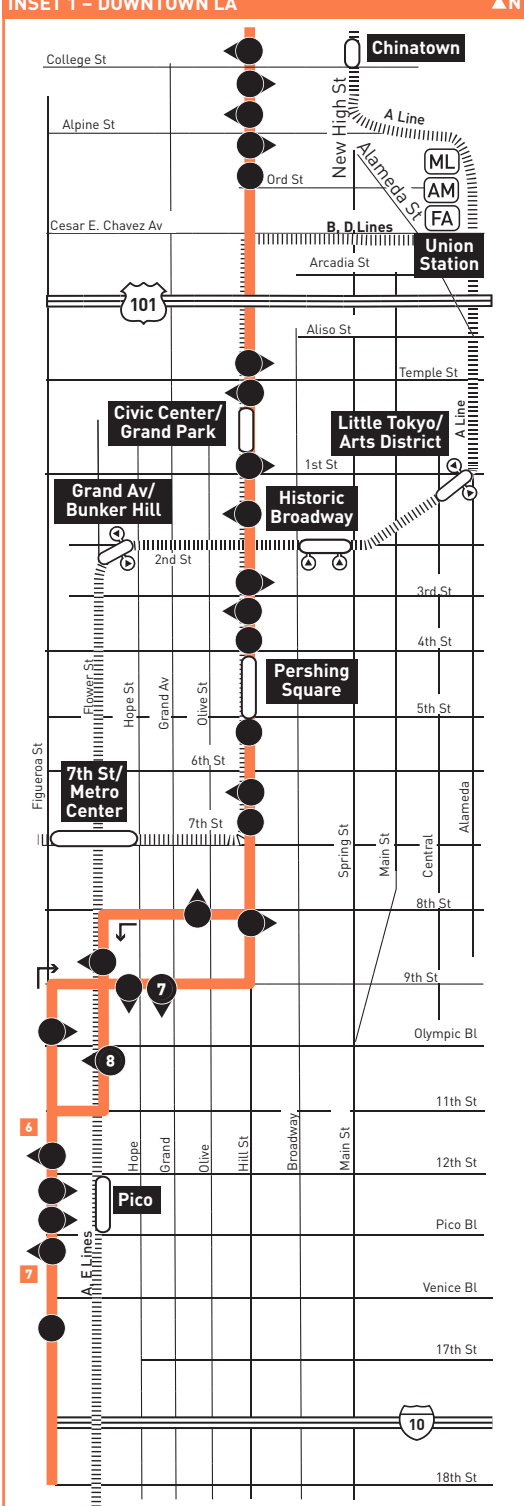 INSET 1 – DOWNTOWN LA
▲N
Chinatown
College St
New High St
A Line
Alpine St
Alameda St
ML
AM
FA
Ord St
Cesar E. Chavez Av
B, D Lines
Union
Station
Arcadia St
101
Aliso St
Temple St
A Line
Civic Center/
Grand Park
Little Tokyo/
Arts District
1st St
Grand Av/
Bunker Hill
Historic
Broadway
2nd St
3rd St
4th St
Pershing
Square
Flower St
Hope St
Grand Av
Olive St
5th St
Figueroa St
6th St
7th St/
Metro
Center
7th St
Spring St
Main St
Central
Alameda
8th St
9th St
7
Olympic Bl
8
11th St
6
Hope
Grand
Olive
Hill St
Broadway
Main St
12th St
Pico
Pico Bl
A, E Lines
7
Venice Bl
17th St
10
18th St